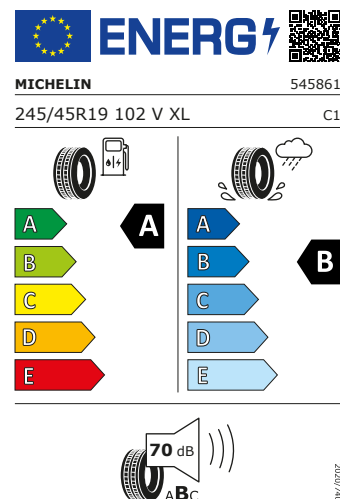 ENERG
MICHELIN 545861
245/45R19 102 V XL C1
A A A
B B B
C C
D D
E E
70 dB
ABC